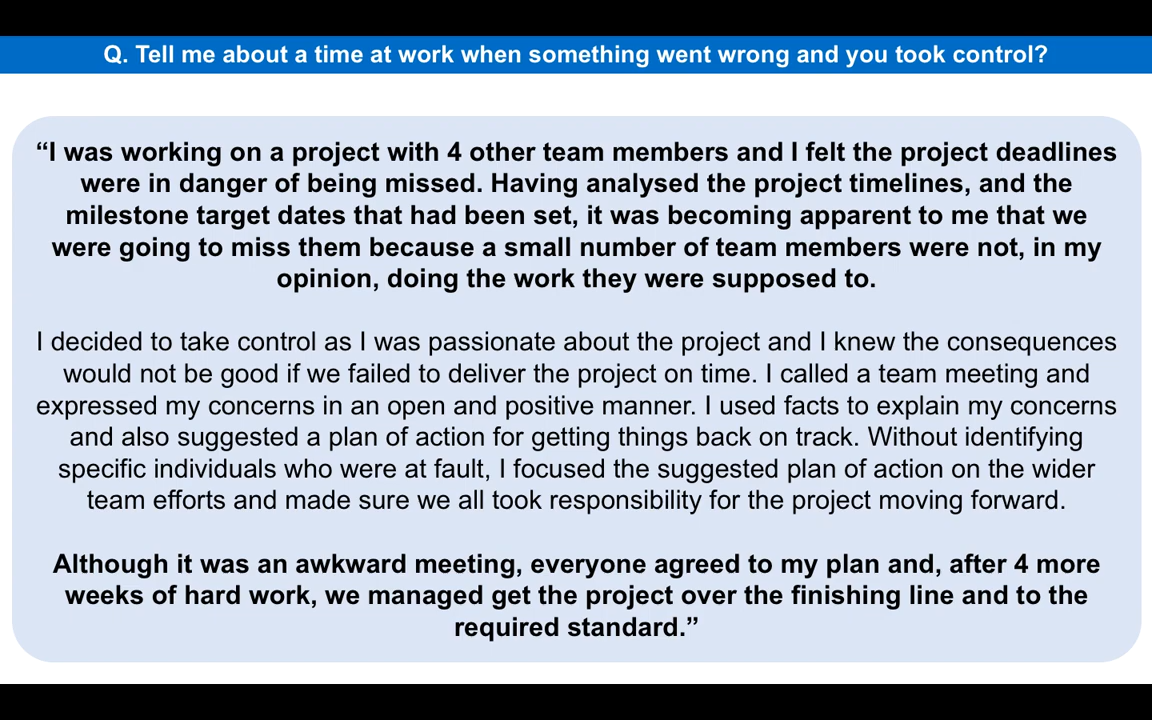 Q. Tell me about a time at work when something went wrong and you took control?
“I was working on a project with 4 other team members and I felt the project deadlines
were in danger of being missed. Having analysed the project timelines, and the
milestone target dates that had been set, it was becoming apparent to me that we
were going to miss them because a small number of team members were not, in my
opinion, doing the work they were supposed to.
I decided to take control as I was passionate about the project and I knew the consequences
would not be good if we failed to deliver the project on time. I called a team meeting and
expressed my concerns in an open and positive manner. I used facts to explain my concerns
and also suggested a plan of action for getting things back on track. Without identifying
specific individuals who were at fault, I focused the suggested plan of action on the wider
team efforts and made sure we all took responsibility for the project moving forward.
Although it was an awkward meeting, everyone agreed to my plan and, after 4 more
weeks of hard work, we managed get the project over the finishing line and to the
required standard.”